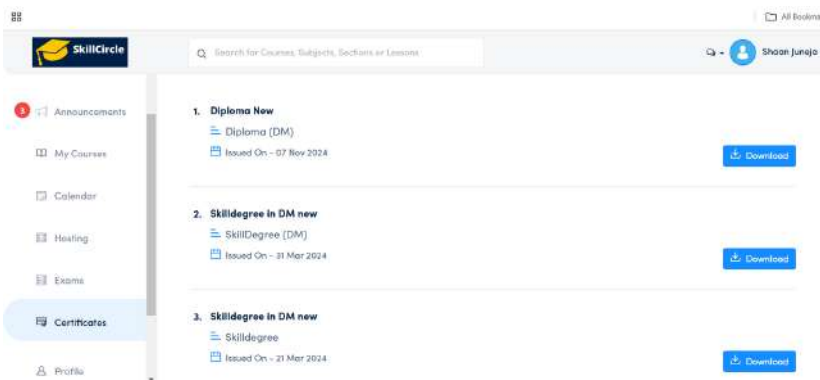 All Bookma
SkillCircle
Search for Courses, Subjects, Sections or Lessons
Shaan Juneja
3
Announcements
My Courses
Calendar
Hosting
Exams
Certificates
Profile
1. Diploma New
Diploma (DM)
Issued On - 07 Nov 2024
Download
2. Skilldegree in DM new
SkillDegree (DM)
Issued On - 31 Mar 2024
Download
3. Skilldegree in DM new
Skilldegree
Issued On - 21 Mar 2024
Download